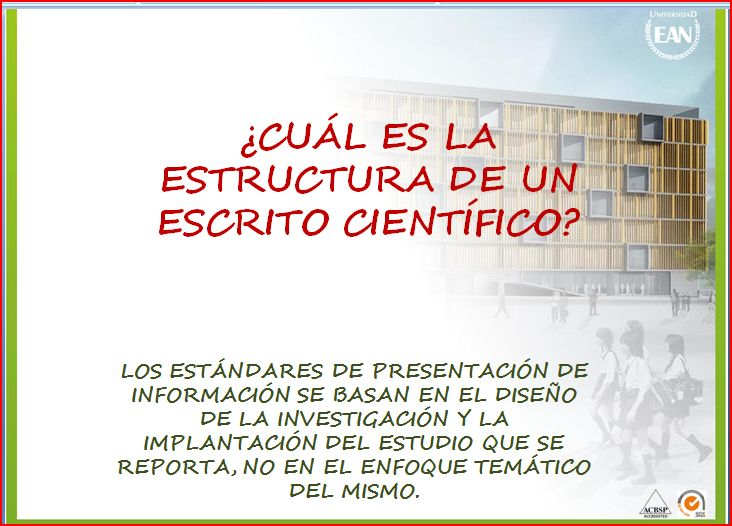 UNIVERSIDAD
EAN
¿CUÁL ES LA
ESTRUCTURA DE UN
ESCRITO CIENTÍFICO?
LOS ESTÁNDARES DE PRESENTACIÓN DE
INFORMACIÓN SE BASAN EN EL DISEÑO
DE LA INVESTIGACIÓN Y LA
IMPLANTACIÓN DEL ESTUDIO QUE SE
REPORTA, NO EN EL ENFOQUE TEMÁTICO
DEL MISMO.
ACBSP
ACCREDITED
SGS